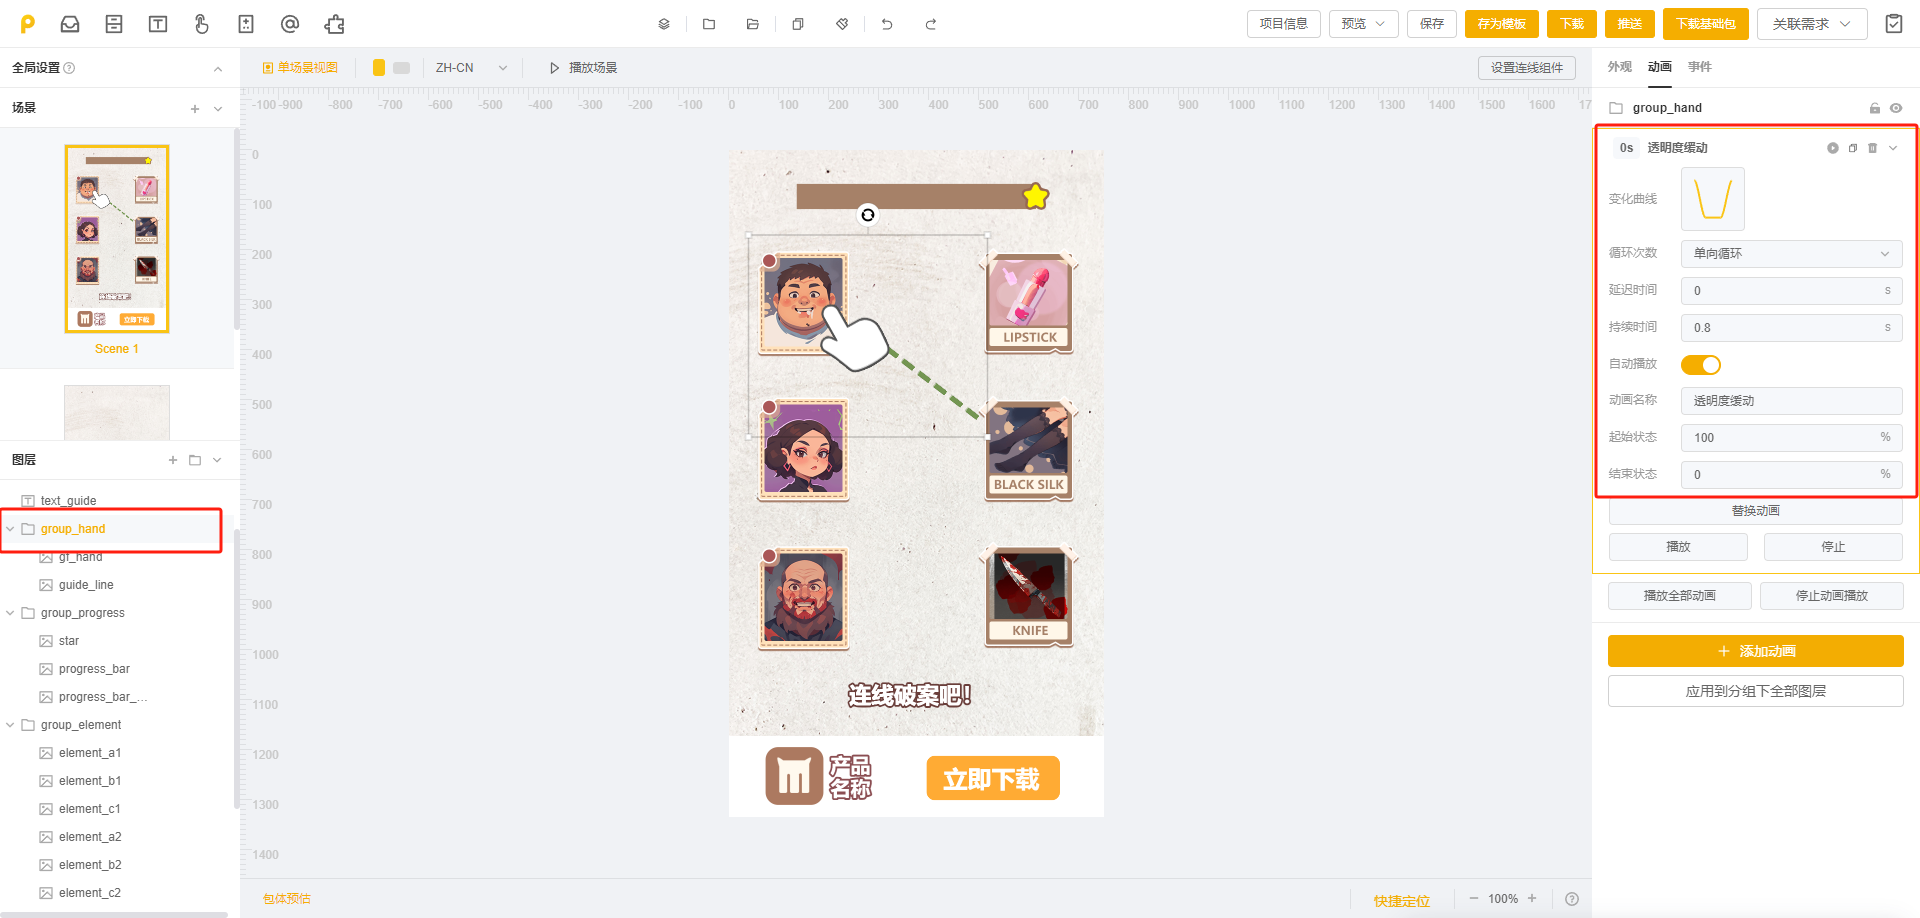 项目信息
预览
保存
存为模板
下载
推送
下载基础包
关联需求
全局设置
单场景视图
ZH-CN
播放场景
设置连线组件
外观 动画 事件
场景
-100 -900 -800 -700 -600 -500 -400 -300 -200 -100 0 100 200 300 400 500 600 700 800 900 1000 1100 1200 1300 1400 1500 1600 17
group_hand
0s 透明度缓动
变化曲线
循环次数 单向循环
延迟时间 0 s
持续时间 0.8 s
自动播放
动画名称 透明度缓动
起始状态 100 %
结束状态 0 %
替换动画
播放 停止
播放全部动画 停止动画播放
添加动画
应用到分组下全部图层
0
100
200
300
400
500
600
700
800
900
1000
1100
1200
1300
1400
LIPSTICK
BLACK SILK
KNIFE
连线破案吧!
产品
名称
立即下载
BLACK SILK
立即下载
Scene 1
图层
text_guide
group_hand
gf_hand
guide_line
group_progress
star
progress_bar
progress_bar_...
group_element
element_a1
element_b1
element_c1
element_a2
element_b2
element_c2
包体预估
快捷定位
100%